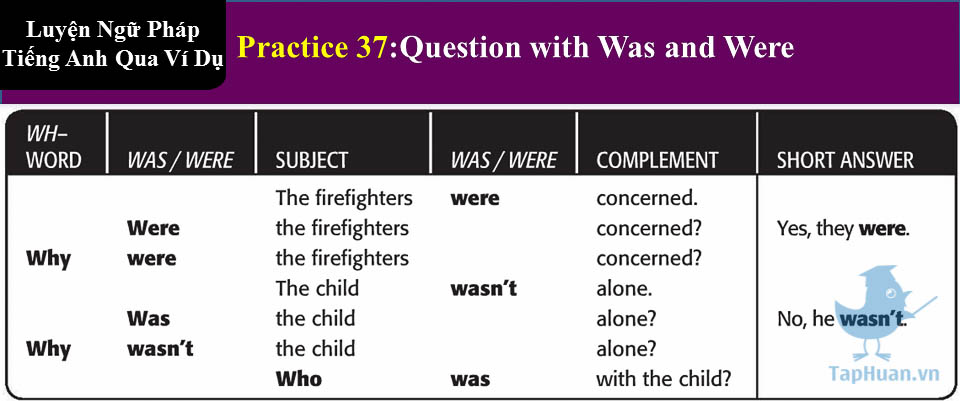 Luyện Ngữ Pháp
Tiếng Anh Qua Ví Dụ
Practice 37:Question with Was and Were
WH–
WORD WAS / WERE SUBJECT WAS / WERE COMPLEMENT SHORT ANSWER
The firefighters were concerned.
Were the firefighters concerned? Yes, they were.
Why were the firefighters concerned?
The child wasn't alone.
Was the child alone? No, he wasn't.
Why wasn't the child alone?
Who was with the child?
TapHuan.vn